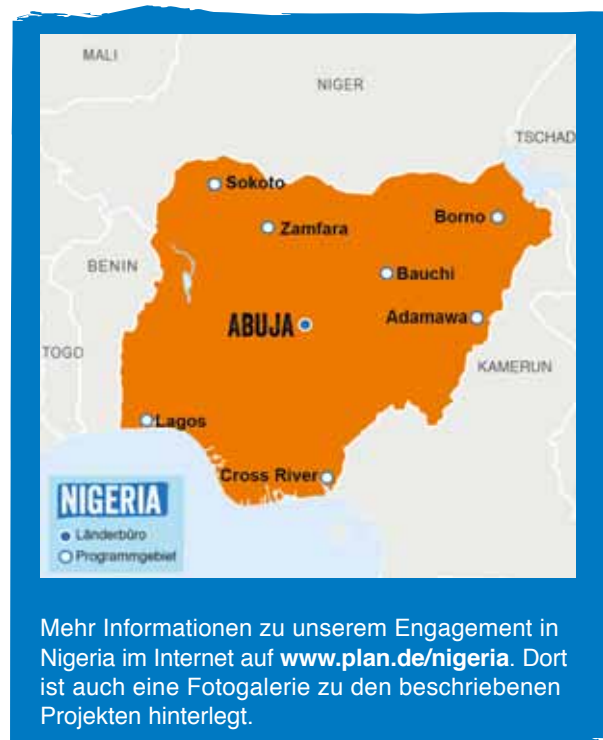 MALI
NIGER
TSCHAD
Sokoto
Zamfara
Borno
BENIN
Bauchi
ABUJA
Adamawa
TOGO
KAMERUN
Lagos
Cross River
NIGERIA
Länderbüro
Programmgebiet
Mehr Informationen zu unserem Engagement in
Nigeria im Internet auf www.plan.de/nigeria. Dort
ist auch eine Fotogalerie zu den beschriebenen
Projekten hinterlegt.